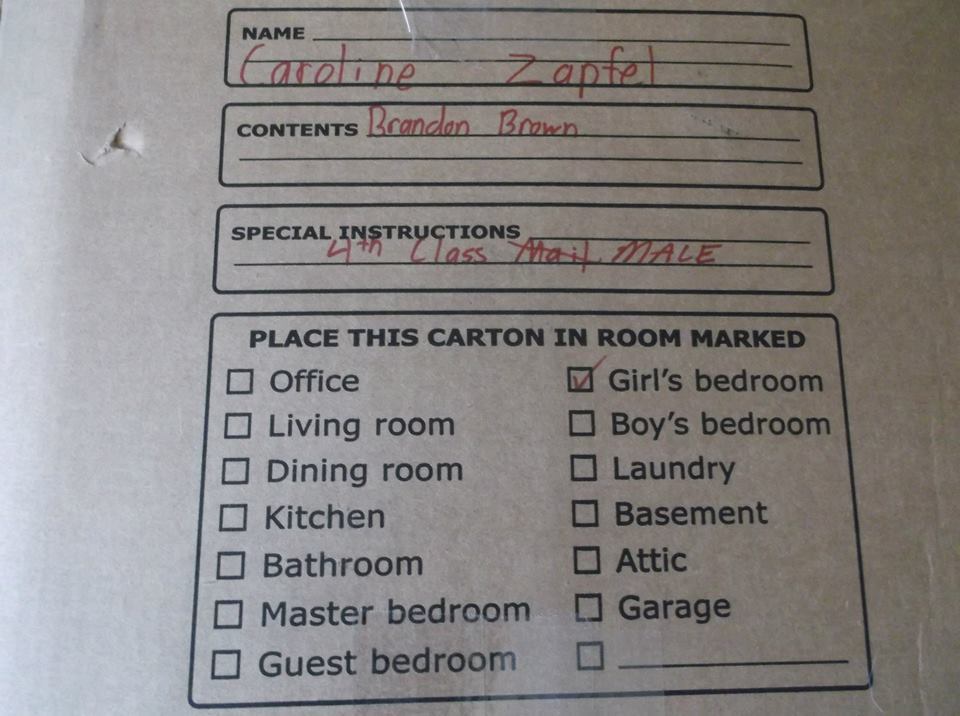 NAME
Caroline Zapfel
CONTENTS Brandon Brown
SPECIAL INSTRUCTIONS
4th Class Mail MALE
PLACE THIS CARTON IN ROOM MARKED
Office
Living room
Dining room
Kitchen
Bathroom
Master bedroom
Guest bedroom
Girl's bedroom
Boy's bedroom
Laundry
Basement
Attic
Garage